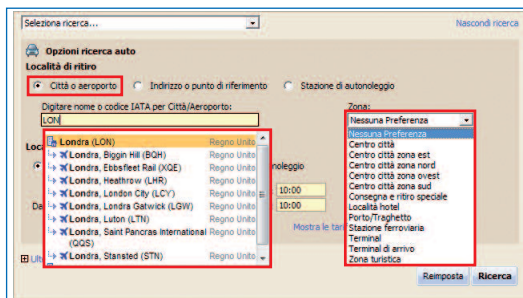 Seleziona ricerca...
Nascondi ricerca
Opzioni ricerca auto
Località di ritiro
Città o aeroporto
Indirizzo o punto di riferimento
Stazione di autonoleggio
Digitare nome o codice IATA per Città/Aeroporto:
Zona:
LON
Nessuna Preferenza
Londra (LON) Regno Unito
Londra, Biggin Hill (BQH) Regno Unito
Londra, Ebbsfleet Rail (XQE) Regno Unito
Londra, Heathrow (LHR) Regno Unito
Londra, London City (LCY) Regno Unito
Londra, Londra Gatwick (LGW) Regno Unito
Londra, Luton (LTN) Regno Unito
Londra, Saint Pancras International Regno Unito
(QQS)
Londra, Stansted (STN) Regno Unito
Nessuna Preferenza
Centro città
Centro città zona est
Centro città zona nord
Centro città zona ovest
Centro città zona sud
Consegna e ritiro speciale
Località hotel
Porto/Traghetto
Stazione ferroviaria
Terminal
Terminal di arrivo
Zona turistica
Loc
noleggio
10:00
Da
10:00
Mostra le tari
Ult
Reimposta
Ricerca